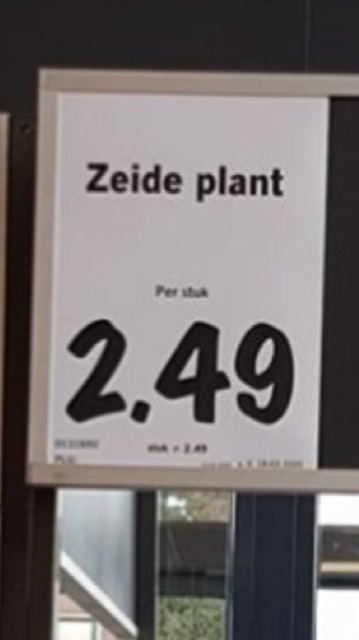 Zeide plant
Per stuk
2.49
stuk = 2.49